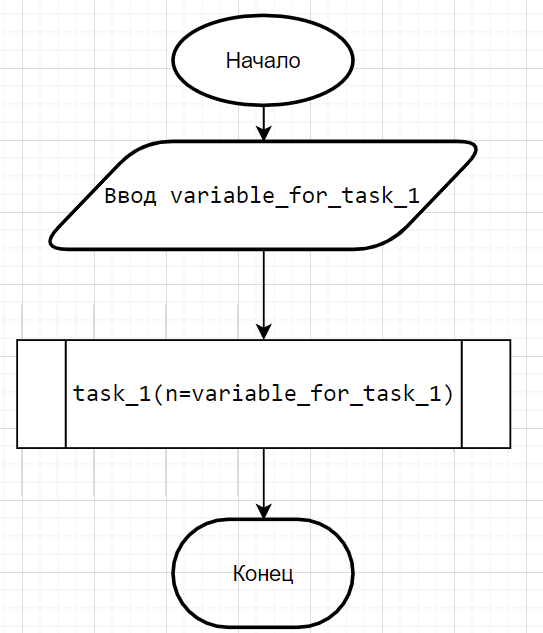 Начало
Ввод variable_for_task_1
task_1(n=variable_for_task_1)
Конец